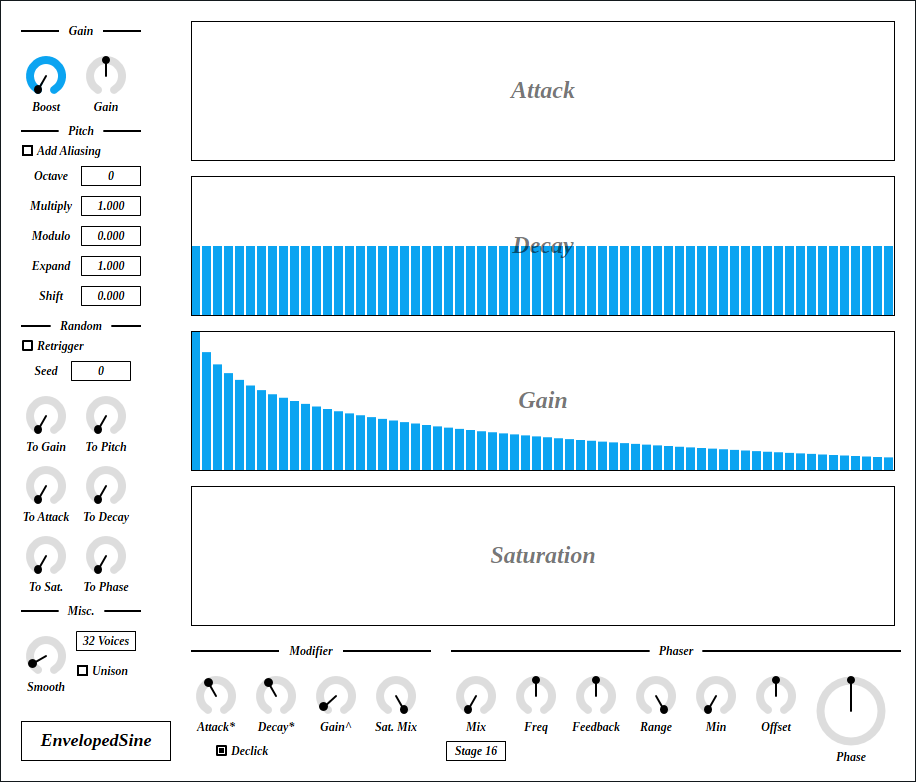 Gain
Boost Gain
Pitch
Add Aliasing
Octave 0
Multiply 1.000
Modulo 0.000
Expand 1.000
Shift 0.000
Random
Retrigger
Seed 0
To Gain To Pitch
To Attack To Decay
To Sat. To Phase
Misc.
32 Voices
Unison
Smooth
EnvelopedSine
Attack
Decay
Gain
Saturation
Modifier
Attack* Decay* Gain^ Sat. Mix
Declick
Phaser
Mix Freq Feedback Range Min Offset
Stage 16
Phase